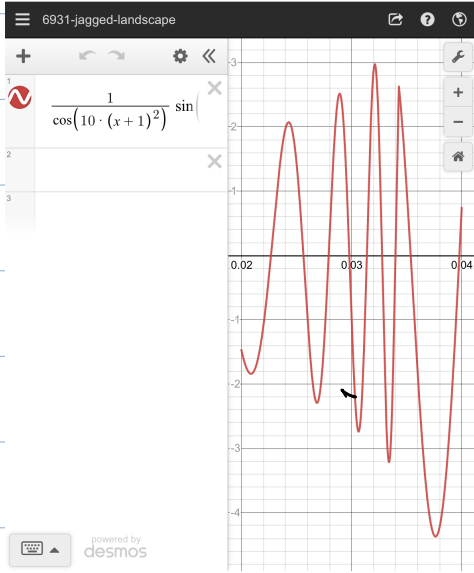 6931-jagged-landscape
1
1
cos(10 · (x + 1)²) sin(
2
3
3
2
1
0.02 0.03 0.04
-1
-2
-3
-4
powered by
desmos